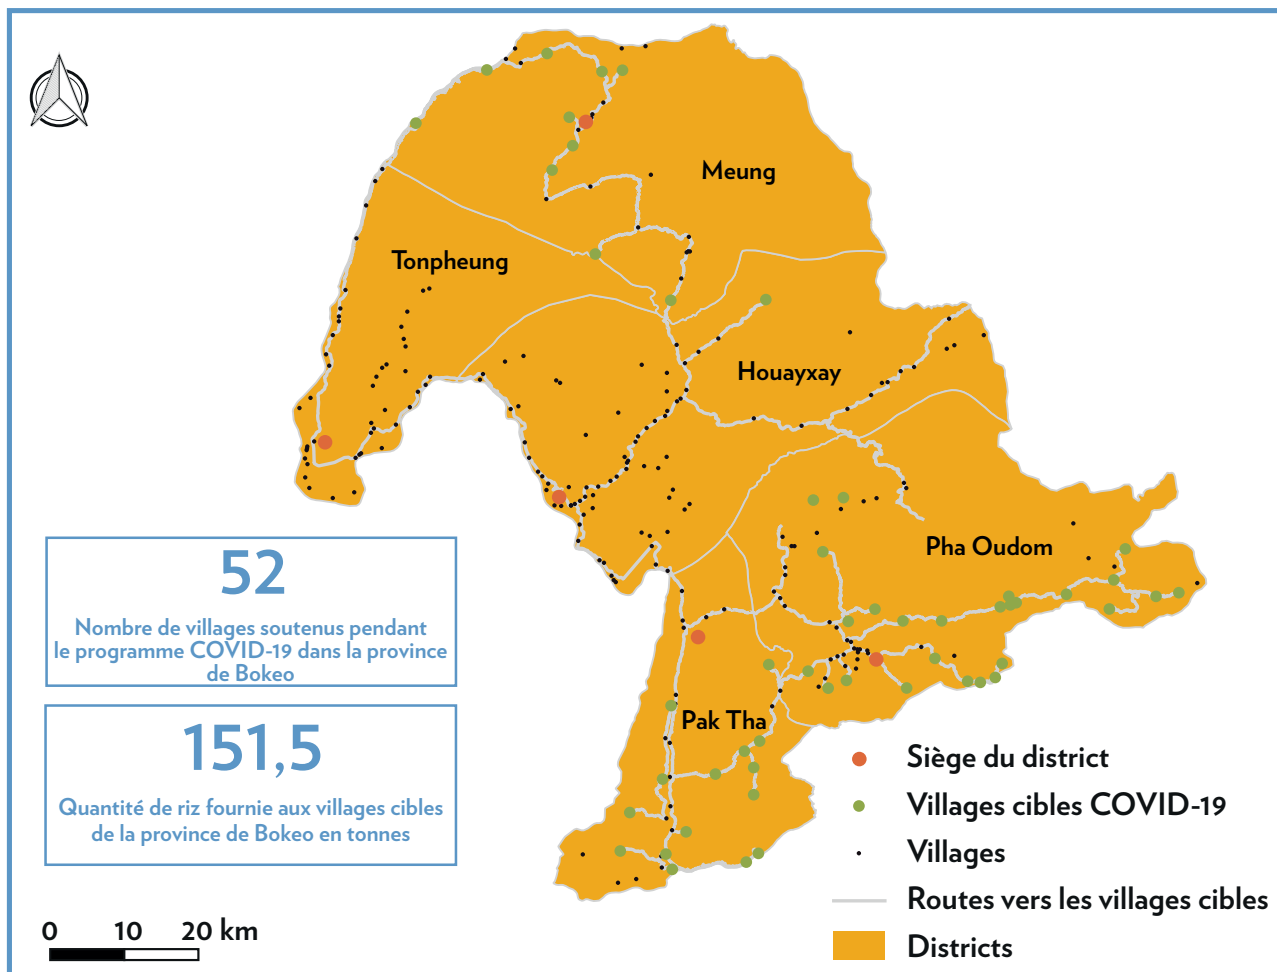 Meung
Tonpheung
Houayxay
Pha Oudom
Pak Tha
52
Nombre de villages soutenus pendant
le programme COVID-19 dans la province
de Bokeo
151,5
Quantité de riz fournie aux villages cibles
de la province de Bokeo en tonnes
0 10 20 km
Siège du district
Villages cibles COVID-19
Villages
Routes vers les villages cibles
Districts